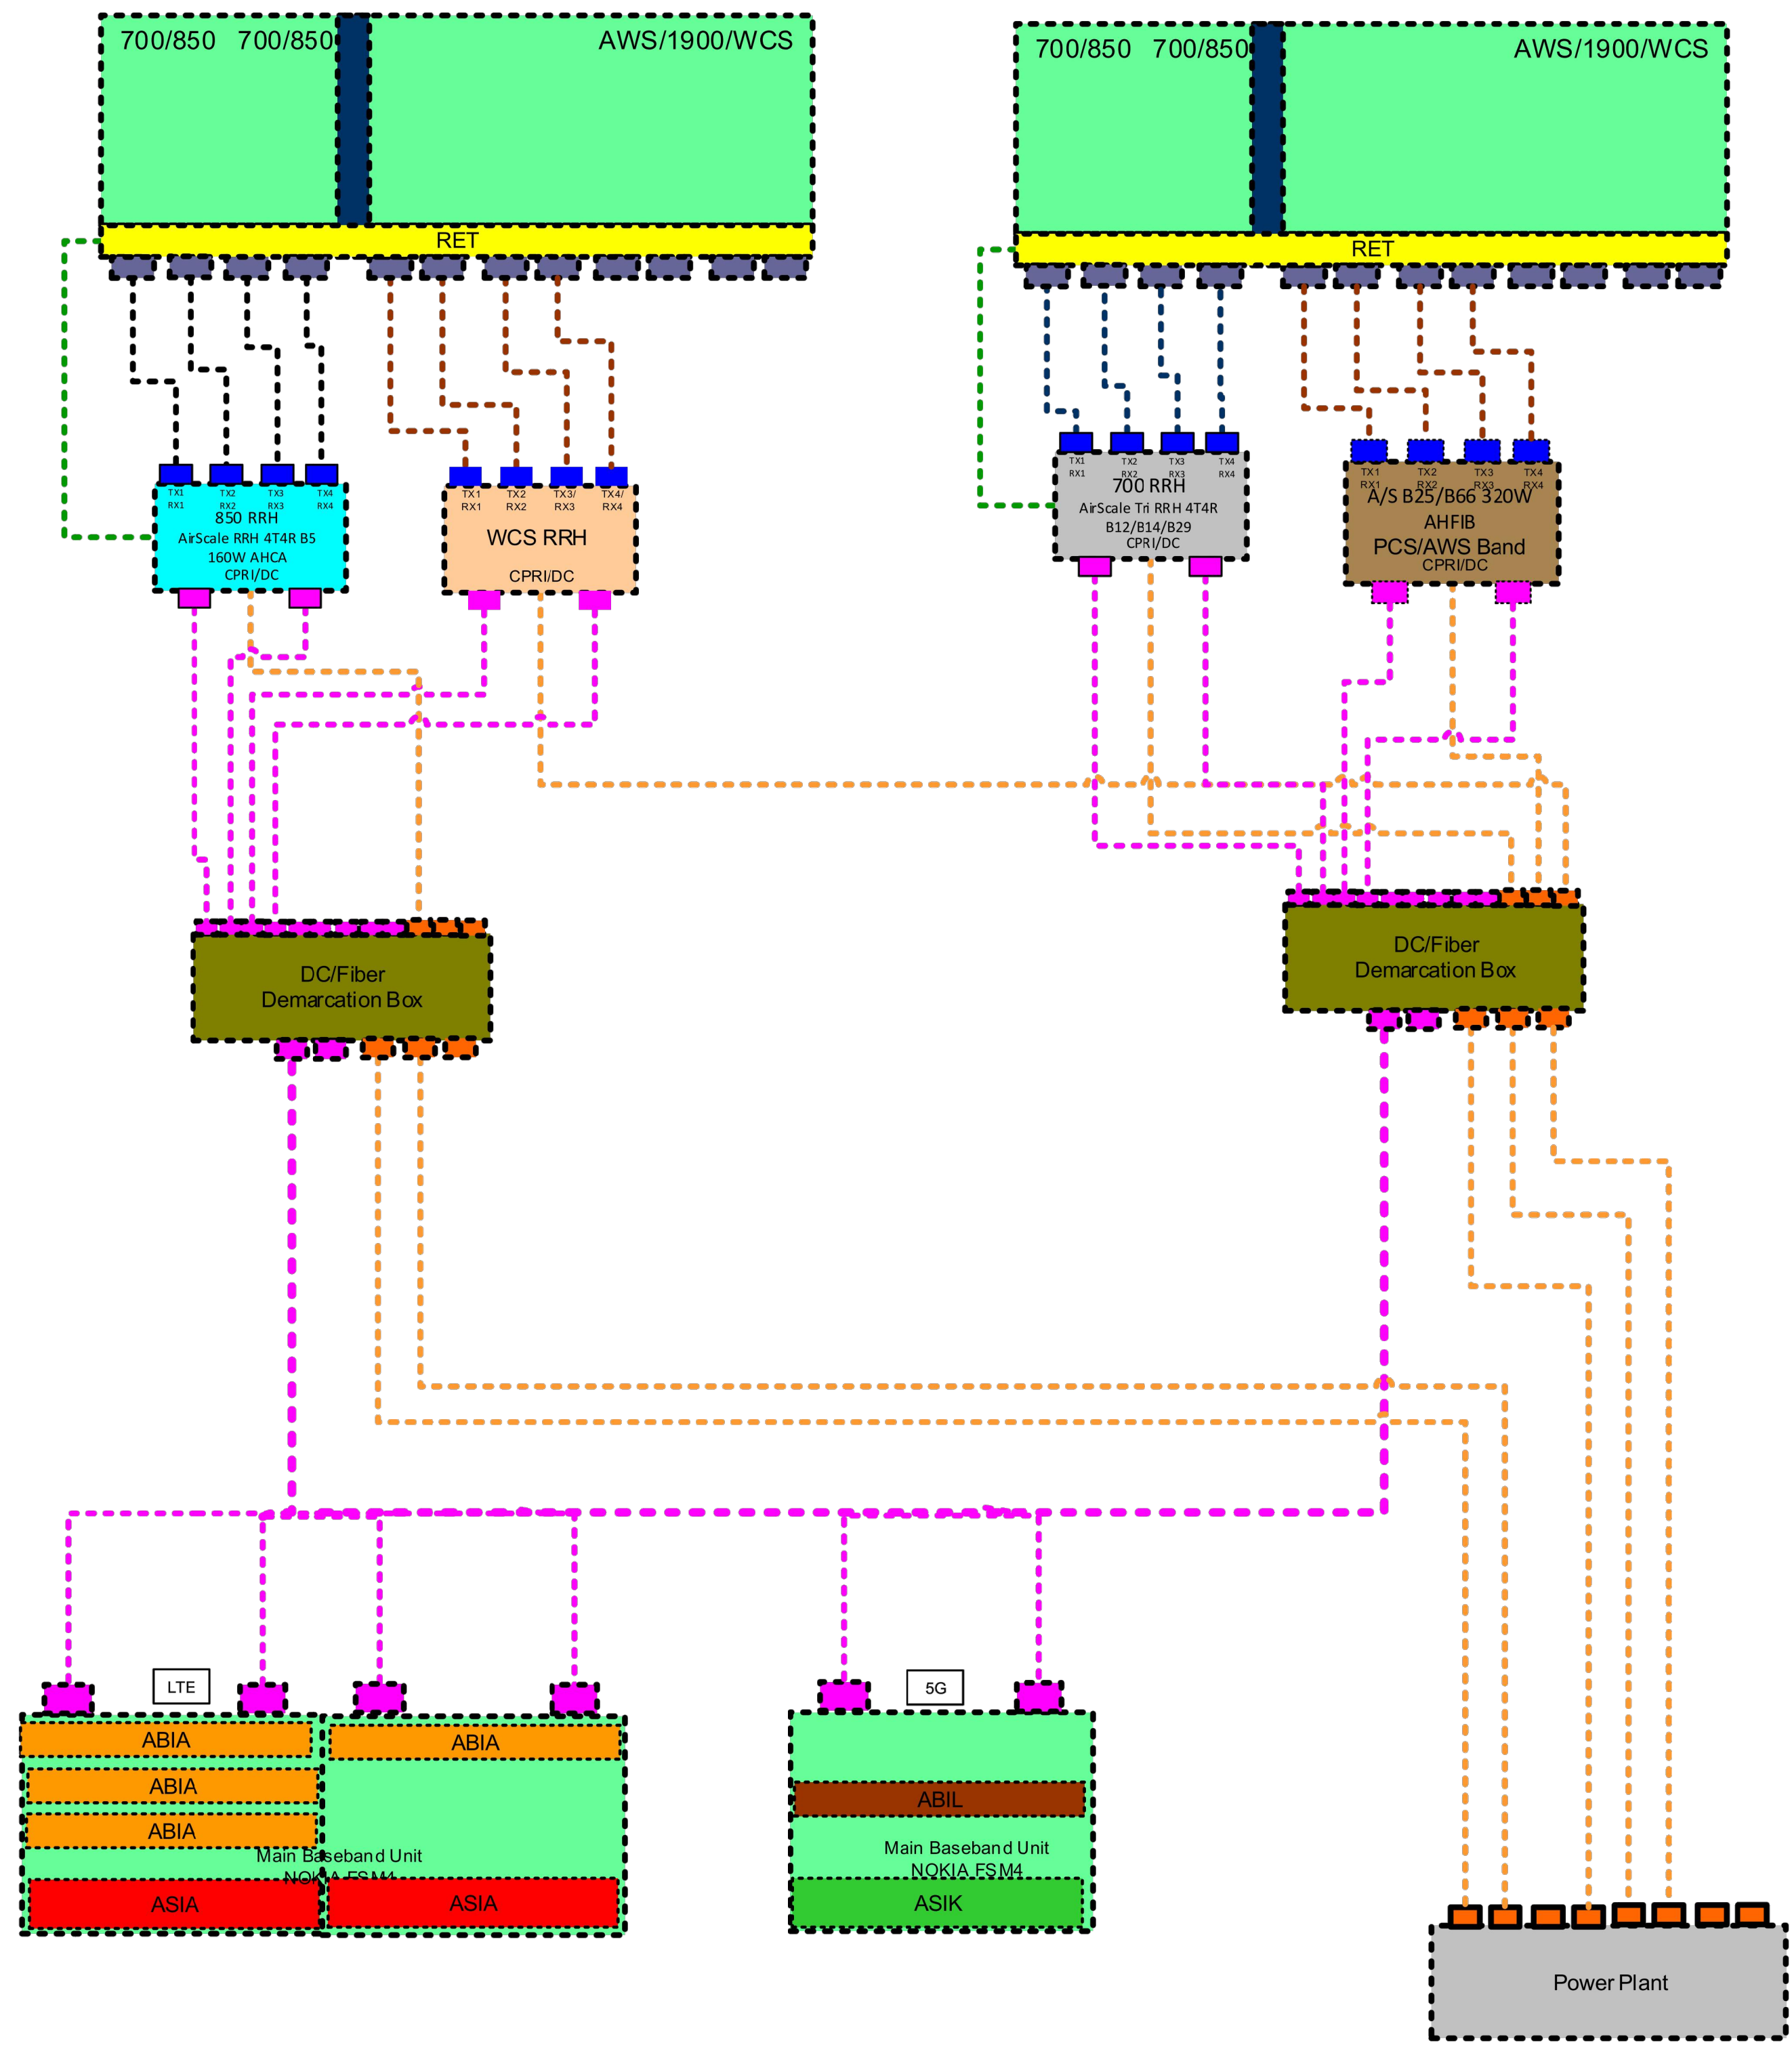 700/850 700/850 AWS/1900/WCS
RET
700/850 700/850 AWS/1900/WCS
RET
TX1 TX2 TX3 TX4
RX1 RX2 RX3 RX4
850 RRH
AirScale RRH 4T4R B5
160W AHCA
CPRI/DC
TX1 TX2 TX3/ TX4/
RX1 RX2 RX3 RX4
WCS RRH
CPRI/DC
TX1 TX2 TX3 TX4
RX1 RX2 RX3 RX4
700 RRH
AirScale Tri RRH 4T4R
B12/B14/B29
CPRI/DC
TX1 TX2 TX3 TX4
RX1 RX2 RX3 RX4
A/S B25/B66 320W
AHFIB
PCS/AWS Band
CPRI/DC
DC/Fiber
Demarcation Box
DC/Fiber
Demarcation Box
LTE
ABIA
ABIA
ABIA
ABIA
Main Baseband Unit
NOKIA FSM4
ASIA
ASIA
5G
ABIL
Main Baseband Unit
NOKIA FSM4
ASIK
Power Plant